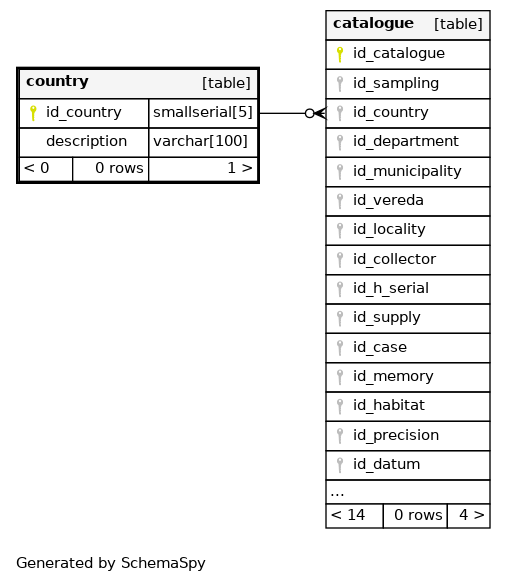 country [table]
id_country smallserial[5]
description varchar[100]
< 0 0 rows 1 >
catalogue [table]
id_catalogue
id_sampling
id_country
id_department
id_municipality
id_vereda
id_locality
id_collector
id_h_serial
id_supply
id_case
id_memory
id_habitat
id_precision
id_datum
...
< 14 0 rows 4 >
Generated by SchemaSpy